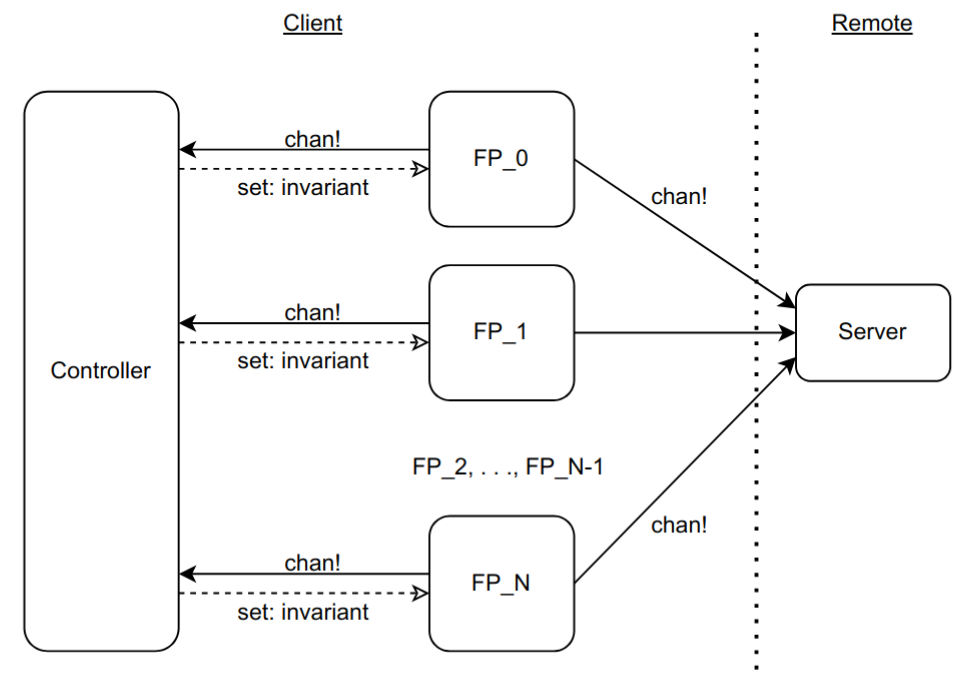 Client
Remote
chan!
FP_0
set: invariant
chan!
chan!
FP_1
Server
set: invariant
Controller
FP_2, . . ., FP_N-1
chan!
chan!
FP_N
set: invariant